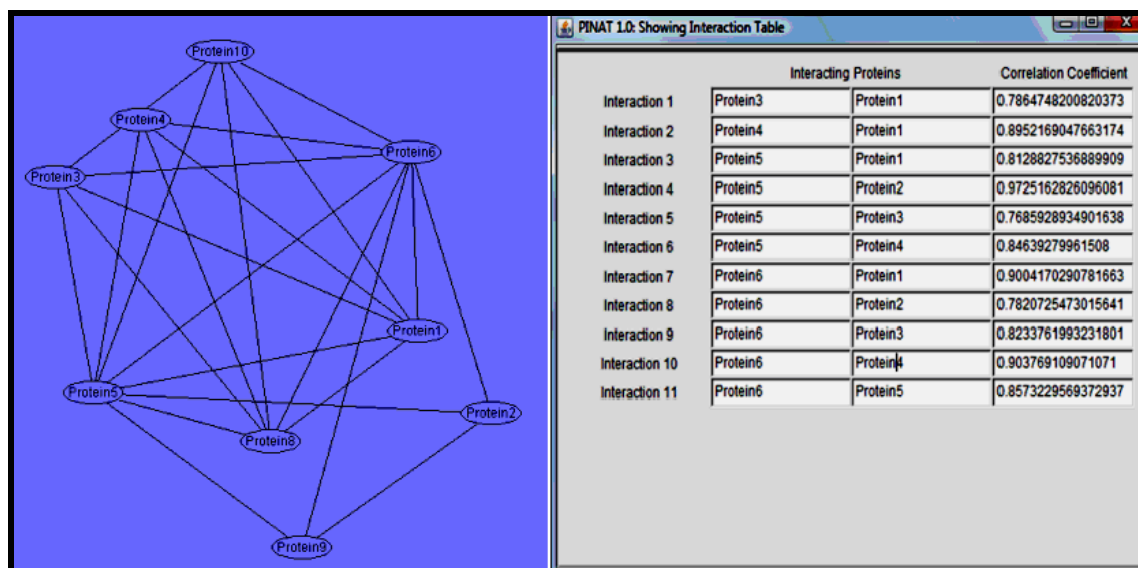 Protein10
Protein4
Protein6
Protein3
Protein1
Protein5
Protein2
Protein8
Protein9
PINAT 1.0: Showing Interaction Table
Interacting Proteins Correlation Coefficient
Interaction 1 Protein3 Protein1 0.7864748200820373
Interaction 2 Protein4 Protein1 0.8952169047663174
Interaction 3 Protein5 Protein1 0.8128827536889909
Interaction 4 Protein5 Protein2 0.9725162826096081
Interaction 5 Protein5 Protein3 0.7685928934901638
Interaction 6 Protein5 Protein4 0.84639279961508
Interaction 7 Protein6 Protein1 0.9004170290781663
Interaction 8 Protein6 Protein2 0.7820725473015641
Interaction 9 Protein6 Protein3 0.8233761993231801
Interaction 10 Protein6 Protein4 0.903769109071071
Interaction 11 Protein6 Protein5 0.8573229569372937